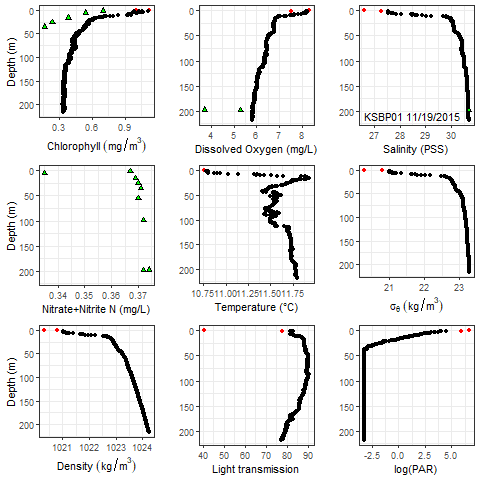 Depth (m)
0
50
100
150
200
0.3 0.6 0.9
Chlorophyll (mg/m³)
0
50
100
150
200
4 5 6 7 8
Dissolved Oxygen (mg/L)
0
50
100
150
200
KSBP01 11/19/2015
27 28 29 30
Salinity (PSS)
Depth (m)
0
50
100
150
200
0.34 0.35 0.36 0.37
Nitrate+Nitrite N (mg/L)
0
50
100
150
200
10.75 11.00 11.25 11.50 11.75
Temperature (°C)
0
50
100
150
200
21 22 23
σθ (kg/m³)
Depth (m)
0
50
100
150
200
1021 1022 1023 1024
Density (kg/m³)
0
50
100
150
200
40 50 60 70 80 90
Light transmission
0
50
100
150
200
-2.5 0.0 2.5 5.0
log(PAR)